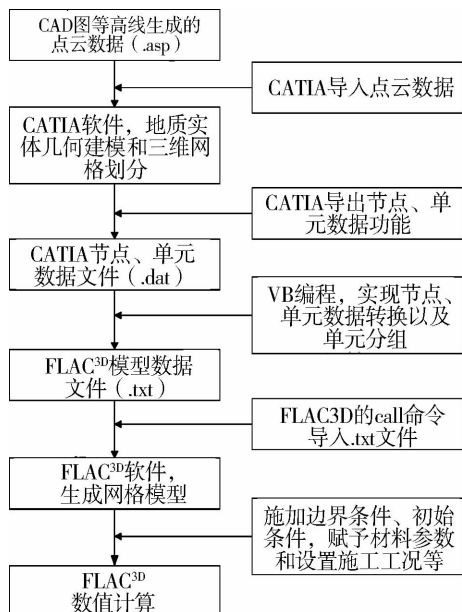 CAD图等高线生成的
点云数据（.asp）
CATIA导入点云数据
CATIA软件，地质实
体几何建模和三维网
格划分
CATIA导出节点、单
元数据功能
CATIA节点、单元
数据文件（.dat）
VB编程，实现节点、
单元数据转换以及
单元分组
FLAC³ᴰ模型数据
文件（.txt）
FLAC3D的call命令
导入.txt文件
FLAC³ᴰ软件，
生成网格模型
施加边界条件、初始
条件，赋予材料参数
和设置施工工况等
FLAC³ᴰ
数值计算